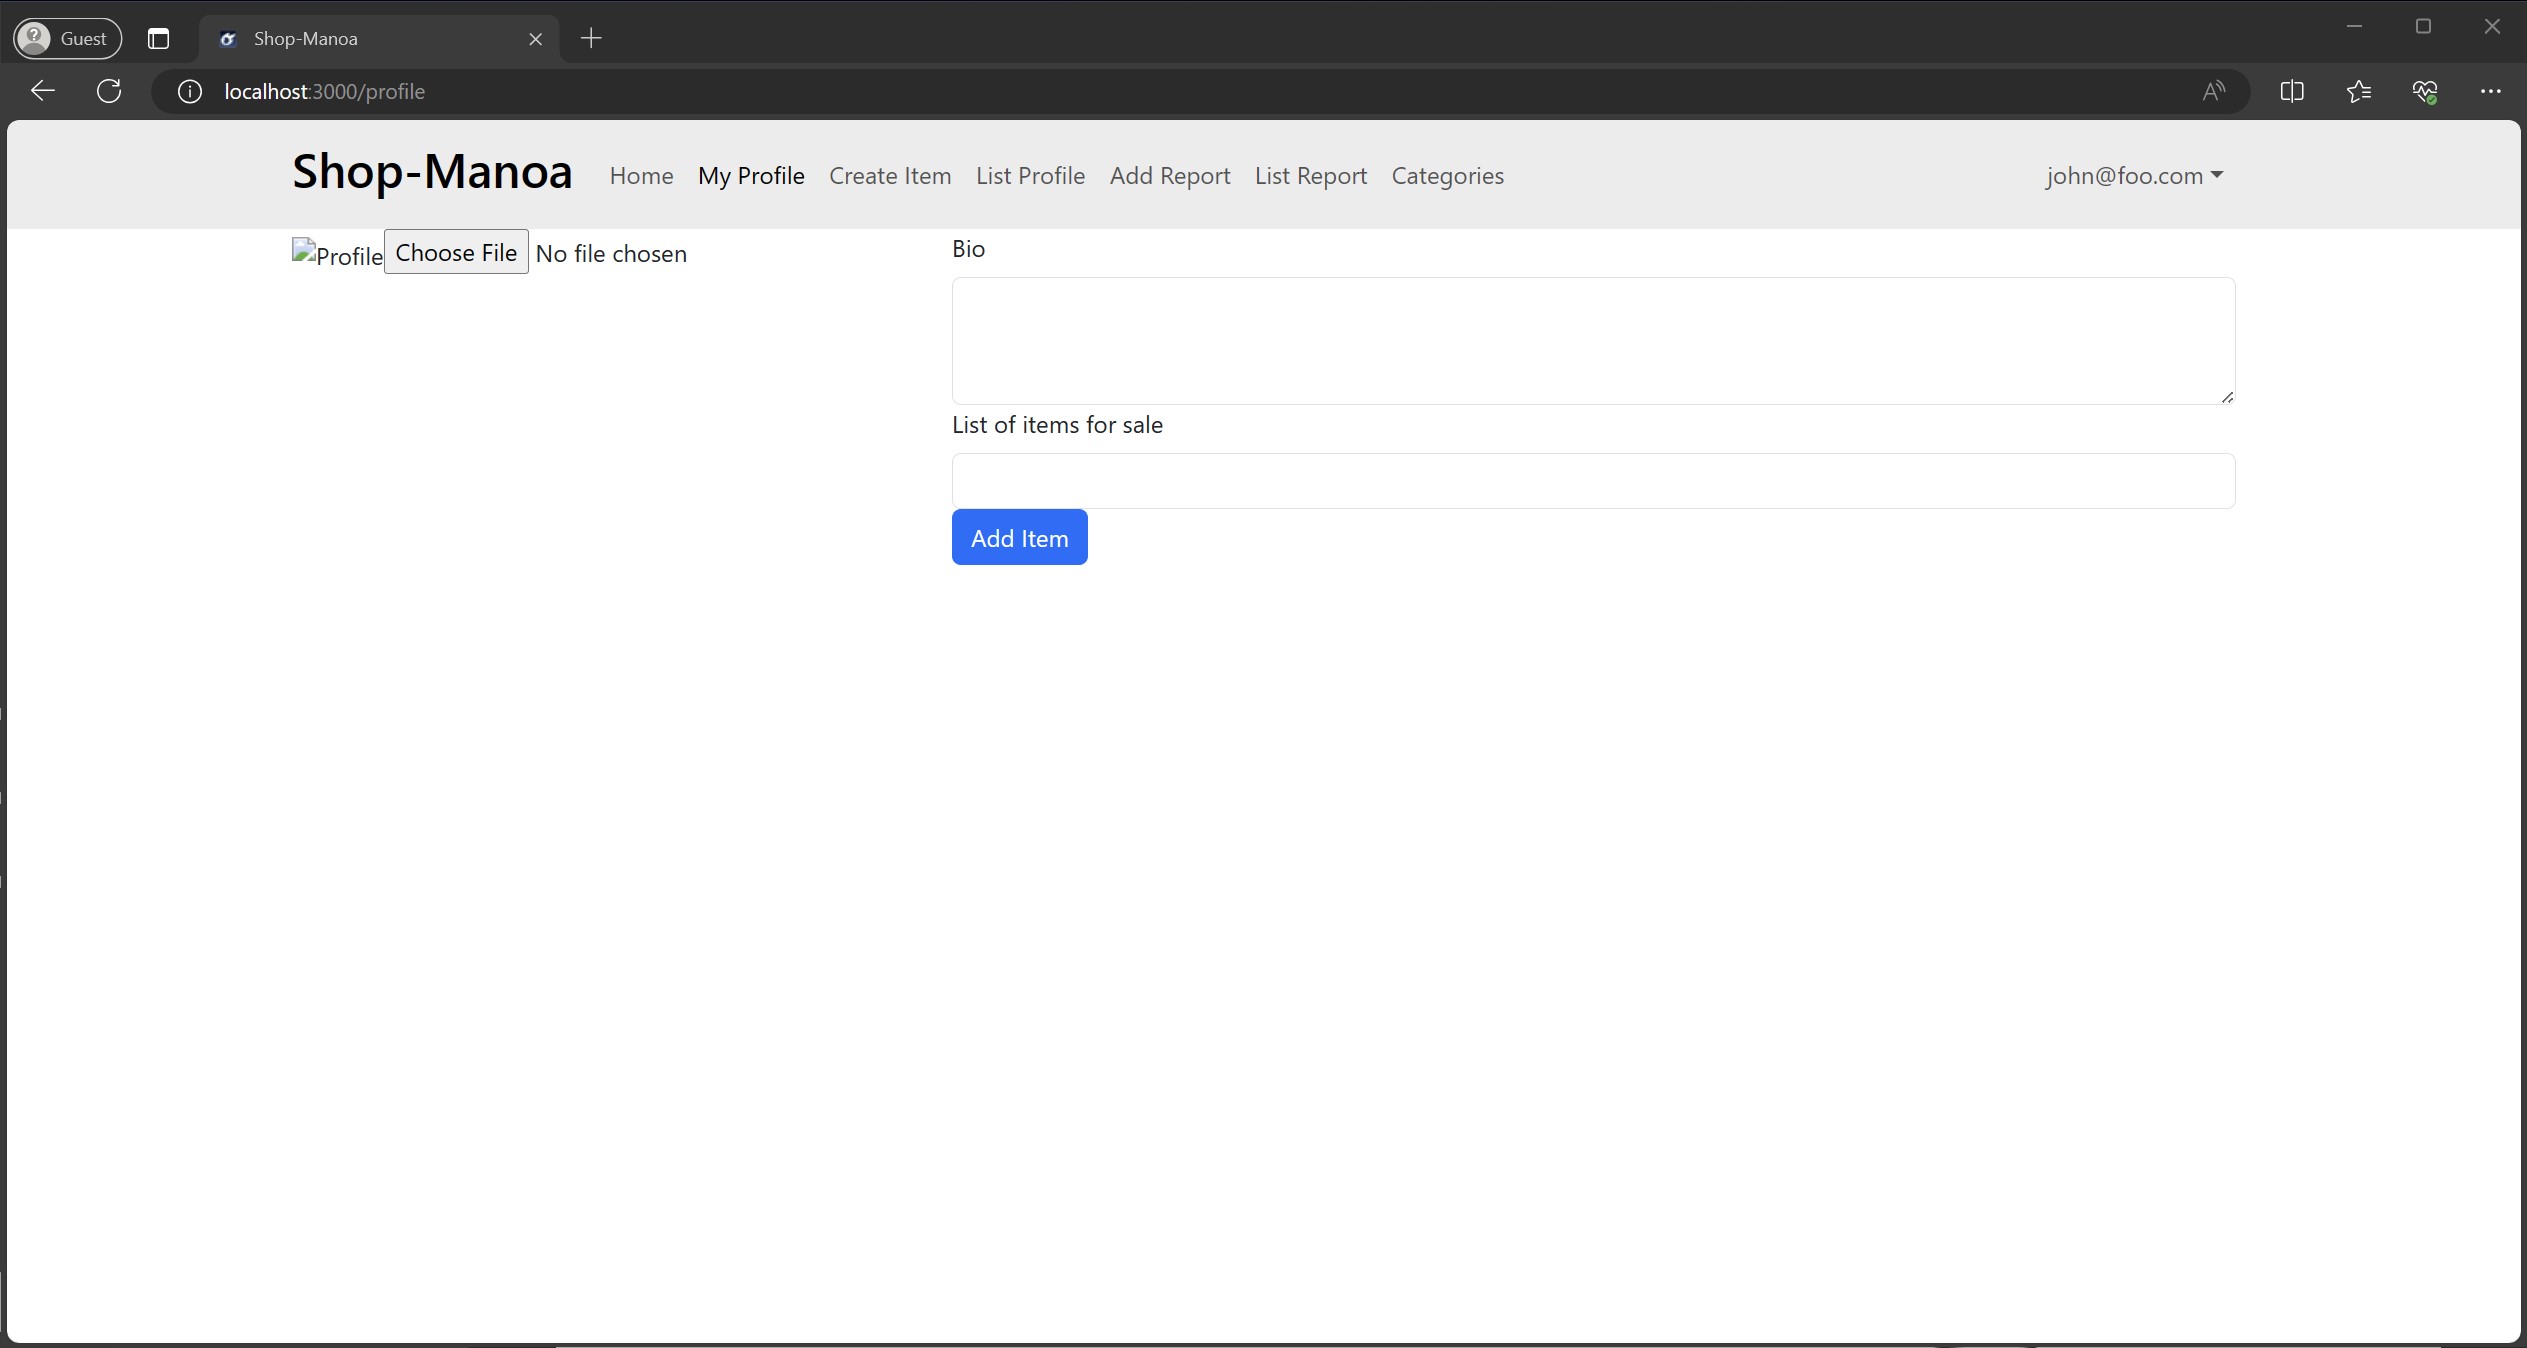 Guest
Shop-Manoa
localhost:3000/profile
Shop-Manoa Home My Profile Create Item List Profile Add Report List Report Categories john@foo.com
Profile Choose File No file chosen
Bio
List of items for sale
Add Item